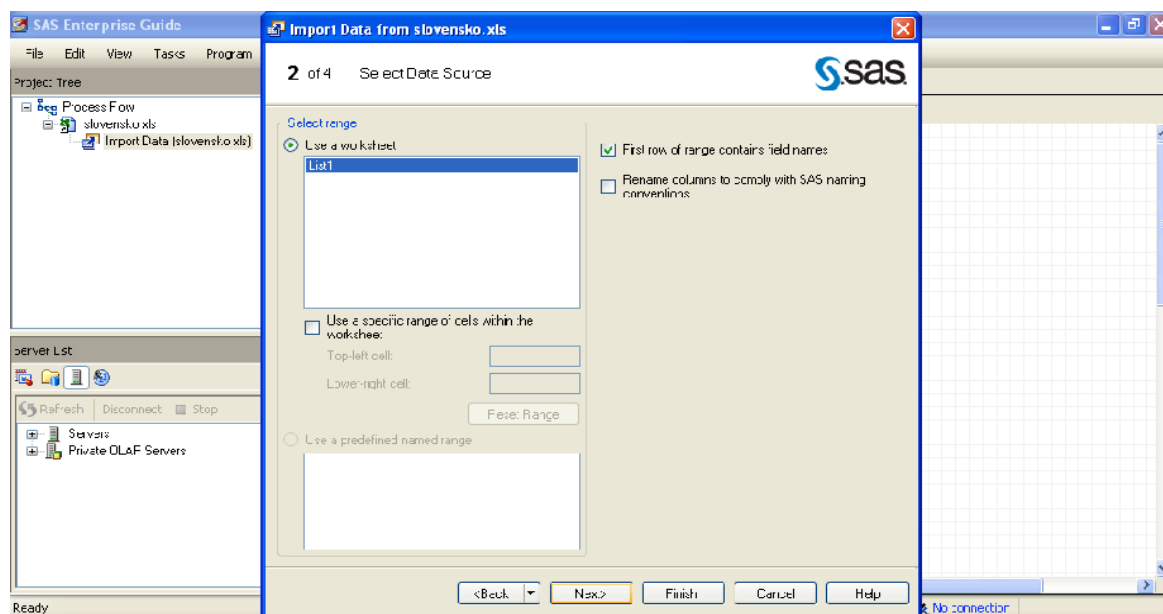 SAS Enterprise Guide
File Edit View Tasks Program
Project Tree
Process Flow
slovensko.xls
Import Data (slovensko.xls)
Server List
Refresh Disconnect Stop
Servers
Private OLAP Servers
Ready
Import Data from slovensko.xls
2 of 4 Select Data Source
sas
Select range
Use a worksheet
List1
Use a specific range of cells within the
worksheet
Top-left cell:
Lower-right cell:
Reset Range
Use a predefined named range
First row of range contains field names
Rename columns to comply with SAS naming
conventions
<Back Next> Finish Cancel Help
No connection